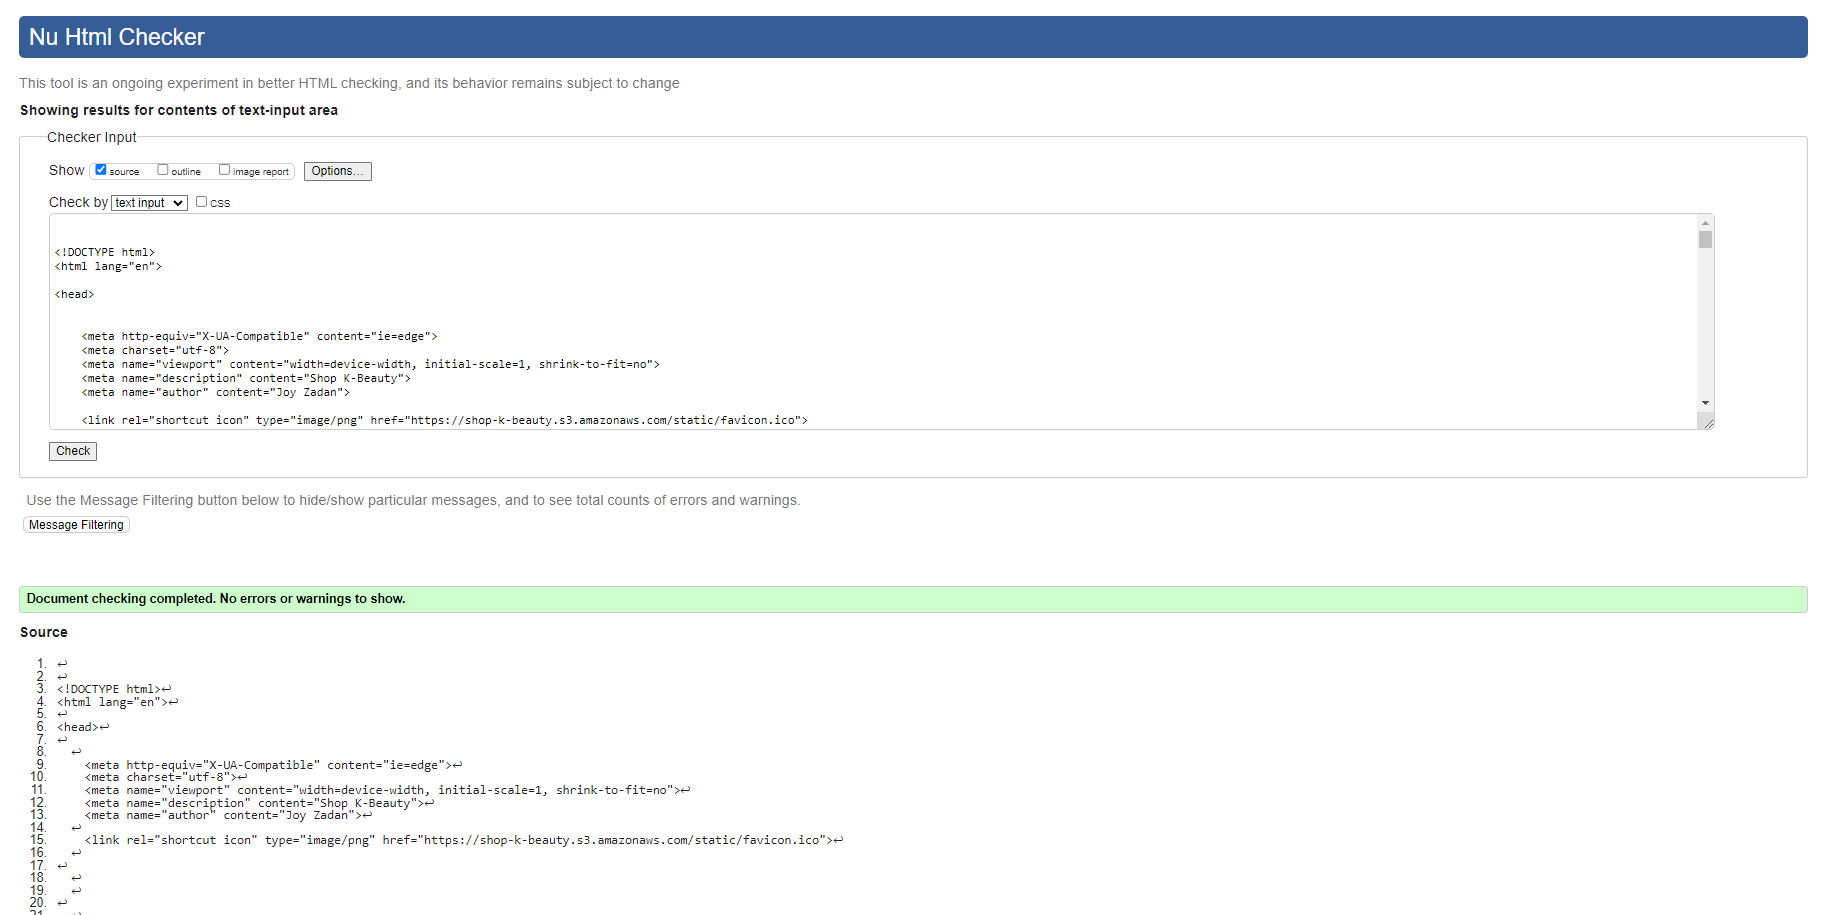 Nu Html Checker
This tool is an ongoing experiment in better HTML checking, and its behavior remains subject to change
Showing results for contents of text-input area
Checker Input
Show source outline image report Options...
Check by text input css
<!DOCTYPE html>
<html lang="en">
<head>
<meta http-equiv="X-UA-Compatible" content="ie=edge">
<meta charset="utf-8">
<meta name="viewport" content="width=device-width, initial-scale=1, shrink-to-fit=no">
<meta name="description" content="Shop K-Beauty">
<meta name="author" content="Joy Zadan">
<link rel="shortcut icon" type="image/png" href="https://shop-k-beauty.s3.amazonaws.com/static/favicon.ico">
Check
Use the Message Filtering button below to hide/show particular messages, and to see total counts of errors and warnings.
Message Filtering
Document checking completed. No errors or warnings to show.
Source
1. ↩
2. ↩
3. <!DOCTYPE html>↩
4. <html lang="en">↩
5. ↩
6. <head>↩
7. ↩
8. ↩
9. <meta http-equiv="X-UA-Compatible" content="ie=edge">↩
10. <meta charset="utf-8">↩
11. <meta name="viewport" content="width=device-width, initial-scale=1, shrink-to-fit=no">↩
12. <meta name="description" content="Shop K-Beauty">↩
13. <meta name="author" content="Joy Zadan">↩
14. ↩
15. <link rel="shortcut icon" type="image/png" href="https://shop-k-beauty.s3.amazonaws.com/static/favicon.ico">↩
16. ↩
17. ↩
18. ↩
19. ↩
20. ↩
21. ↩